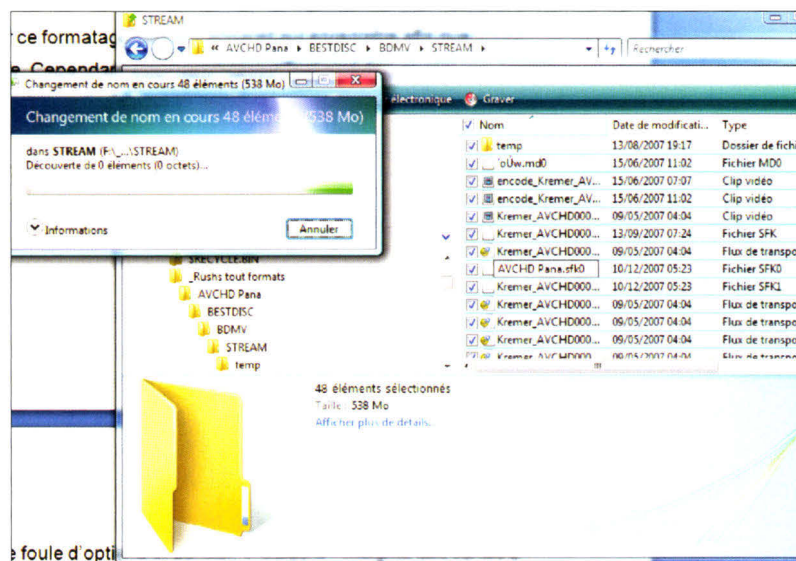 STREAM
ce formatag
AVCHD Pana BESTDISC BDMV STREAM
Rechercher
e. Cependar
Changement de nom en cours 48 éléments (538 Mo)
électronique Graver
Changement de nom en cours 48 éléme 538 Mo)
Nom Date de modificati... Type
dans STREAM (F:\_...\STREAM)
Découverte de 0 éléments (0 octets)...
Informations
Annuler
temp 13/08/2007 19:17 Dossier de fichi
`oÚw.md0 15/06/2007 11:02 Fichier MD0
encode_Kremer_AV... 15/06/2007 07:07 Clip vidéo
encode_Kremer_AV... 15/06/2007 11:02 Clip vidéo
Kremer_AVCHD000... 09/05/2007 04:04 Clip vidéo
Kremer_AVCHD000... 13/09/2007 07:24 Fichier SFK
Kremer_AVCHD000... 09/05/2007 04:04 Flux de transpo
AVCHD Pana.sfk0 10/12/2007 05:23 Fichier SFK0
Kremer_AVCHD000... 10/12/2007 05:23 Fichier SFK1
Kremer_AVCHD000... 09/05/2007 04:04 Flux de transpo
Kremer_AVCHD000... 09/05/2007 04:04 Flux de transpo
Kremer_AVCHD000... 09/05/2007 04:04 Flux de transpo
$RECYCLE.BIN
_Rushs tout formats
AVCHD Pana
BESTDISC
BDMV
STREAM
temp
48 éléments sélectionnés
Taille : 538 Mo
Afficher plus de détails...
e foule d'opti